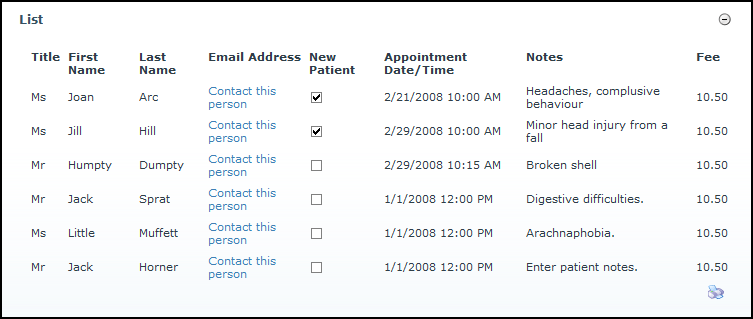 List
Title First Name Last Name Email Address New Patient Appointment Date/Time Notes Fee
Ms Joan Arc Contact this person 2/21/2008 10:00 AM Headaches, complusive behaviour 10.50
Ms Jill Hill Contact this person 2/29/2008 10:00 AM Minor head injury from a fall 10.50
Mr Humpty Dumpty Contact this person 2/29/2008 10:15 AM Broken shell 10.50
Mr Jack Sprat Contact this person 1/1/2008 12:00 PM Digestive difficulties. 10.50
Ms Little Muffett Contact this person 1/1/2008 12:00 PM Arachnaphobia. 10.50
Mr Jack Horner Contact this person 1/1/2008 12:00 PM Enter patient notes. 10.50